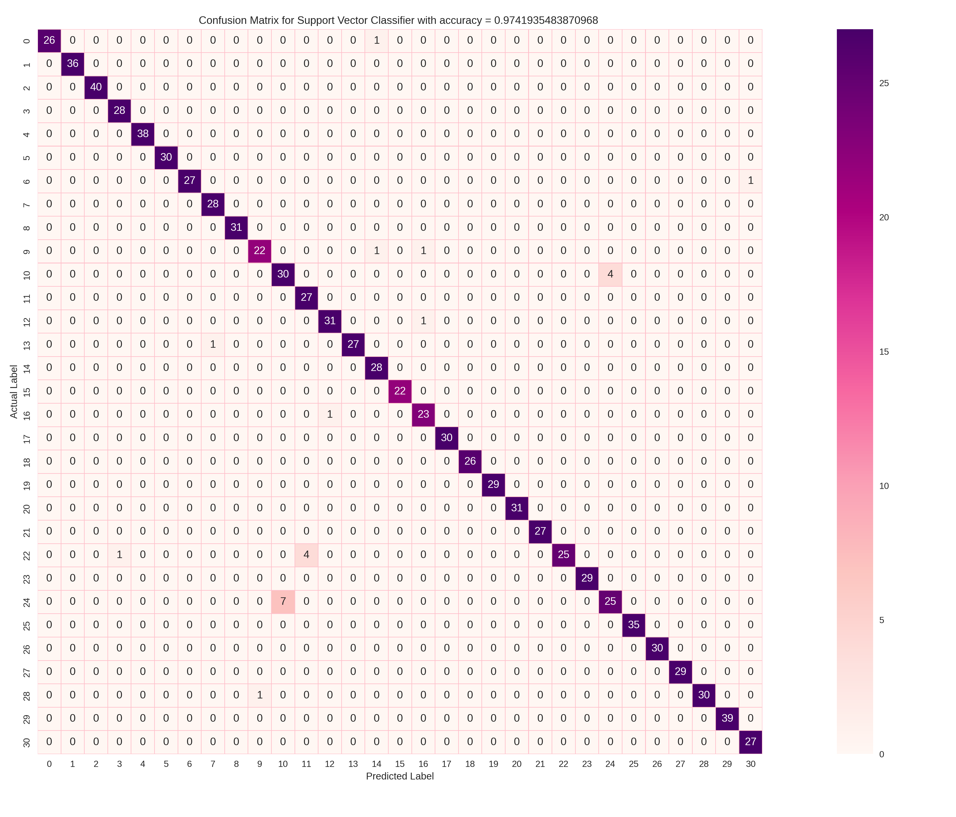 Confusion Matrix for Support Vector Classifier with accuracy = 0.9741935483870968
0 26 0 0 0 0 0 0 0 0 0 0 0 0 0 1 0 0 0 0 0 0 0 0 0 0 0 0 0 0 0 0
1 0 36 0 0 0 0 0 0 0 0 0 0 0 0 0 0 0 0 0 0 0 0 0 0 0 0 0 0 0 0 0
2 0 0 40 0 0 0 0 0 0 0 0 0 0 0 0 0 0 0 0 0 0 0 0 0 0 0 0 0 0 0 0
3 0 0 0 28 0 0 0 0 0 0 0 0 0 0 0 0 0 0 0 0 0 0 0 0 0 0 0 0 0 0 0
4 0 0 0 0 38 0 0 0 0 0 0 0 0 0 0 0 0 0 0 0 0 0 0 0 0 0 0 0 0 0 0
5 0 0 0 0 0 30 0 0 0 0 0 0 0 0 0 0 0 0 0 0 0 0 0 0 0 0 0 0 0 0 0
6 0 0 0 0 0 0 27 0 0 0 0 0 0 0 0 0 0 0 0 0 0 0 0 0 0 0 0 0 0 0 1
7 0 0 0 0 0 0 0 28 0 0 0 0 0 0 0 0 0 0 0 0 0 0 0 0 0 0 0 0 0 0 0
8 0 0 0 0 0 0 0 0 31 0 0 0 0 0 0 0 0 0 0 0 0 0 0 0 0 0 0 0 0 0 0
9 0 0 0 0 0 0 0 0 0 22 0 0 0 0 1 0 1 0 0 0 0 0 0 0 0 0 0 0 0 0 0
10 0 0 0 0 0 0 0 0 0 0 30 0 0 0 0 0 0 0 0 0 0 0 0 0 4 0 0 0 0 0 0
11 0 0 0 0 0 0 0 0 0 0 0 27 0 0 0 0 0 0 0 0 0 0 0 0 0 0 0 0 0 0 0
12 0 0 0 0 0 0 0 0 0 0 0 0 31 0 0 0 1 0 0 0 0 0 0 0 0 0 0 0 0 0 0
13 0 0 0 0 0 0 0 1 0 0 0 0 0 27 0 0 0 0 0 0 0 0 0 0 0 0 0 0 0 0 0
14 0 0 0 0 0 0 0 0 0 0 0 0 0 0 28 0 0 0 0 0 0 0 0 0 0 0 0 0 0 0 0
15 0 0 0 0 0 0 0 0 0 0 0 0 0 0 0 22 0 0 0 0 0 0 0 0 0 0 0 0 0 0 0
16 0 0 0 0 0 0 0 0 0 0 0 0 1 0 0 0 23 0 0 0 0 0 0 0 0 0 0 0 0 0 0
17 0 0 0 0 0 0 0 0 0 0 0 0 0 0 0 0 0 30 0 0 0 0 0 0 0 0 0 0 0 0 0
18 0 0 0 0 0 0 0 0 0 0 0 0 0 0 0 0 0 0 26 0 0 0 0 0 0 0 0 0 0 0 0
19 0 0 0 0 0 0 0 0 0 0 0 0 0 0 0 0 0 0 0 29 0 0 0 0 0 0 0 0 0 0 0
20 0 0 0 0 0 0 0 0 0 0 0 0 0 0 0 0 0 0 0 0 31 0 0 0 0 0 0 0 0 0 0
21 0 0 0 0 0 0 0 0 0 0 0 0 0 0 0 0 0 0 0 0 0 27 0 0 0 0 0 0 0 0 0
22 0 0 0 1 0 0 0 0 0 0 0 4 0 0 0 0 0 0 0 0 0 0 25 0 0 0 0 0 0 0 0
23 0 0 0 0 0 0 0 0 0 0 0 0 0 0 0 0 0 0 0 0 0 0 0 29 0 0 0 0 0 0 0
24 0 0 0 0 0 0 0 0 0 0 7 0 0 0 0 0 0 0 0 0 0 0 0 0 25 0 0 0 0 0 0
25 0 0 0 0 0 0 0 0 0 0 0 0 0 0 0 0 0 0 0 0 0 0 0 0 0 35 0 0 0 0 0
26 0 0 0 0 0 0 0 0 0 0 0 0 0 0 0 0 0 0 0 0 0 0 0 0 0 0 30 0 0 0 0
27 0 0 0 0 0 0 0 0 0 0 0 0 0 0 0 0 0 0 0 0 0 0 0 0 0 0 0 29 0 0 0
28 0 0 0 0 0 0 0 0 0 1 0 0 0 0 0 0 0 0 0 0 0 0 0 0 0 0 0 0 30 0 0
29 0 0 0 0 0 0 0 0 0 0 0 0 0 0 0 0 0 0 0 0 0 0 0 0 0 0 0 0 0 39 0
30 0 0 0 0 0 0 0 0 0 0 0 0 0 0 0 0 0 0 0 0 0 0 0 0 0 0 0 0 0 0 27
0 1 2 3 4 5 6 7 8 9 10 11 12 13 14 15 16 17 18 19 20 21 22 23 24 25 26 27 28 29 30
Predicted Label
Actual Label
25
20
15
10
5
0